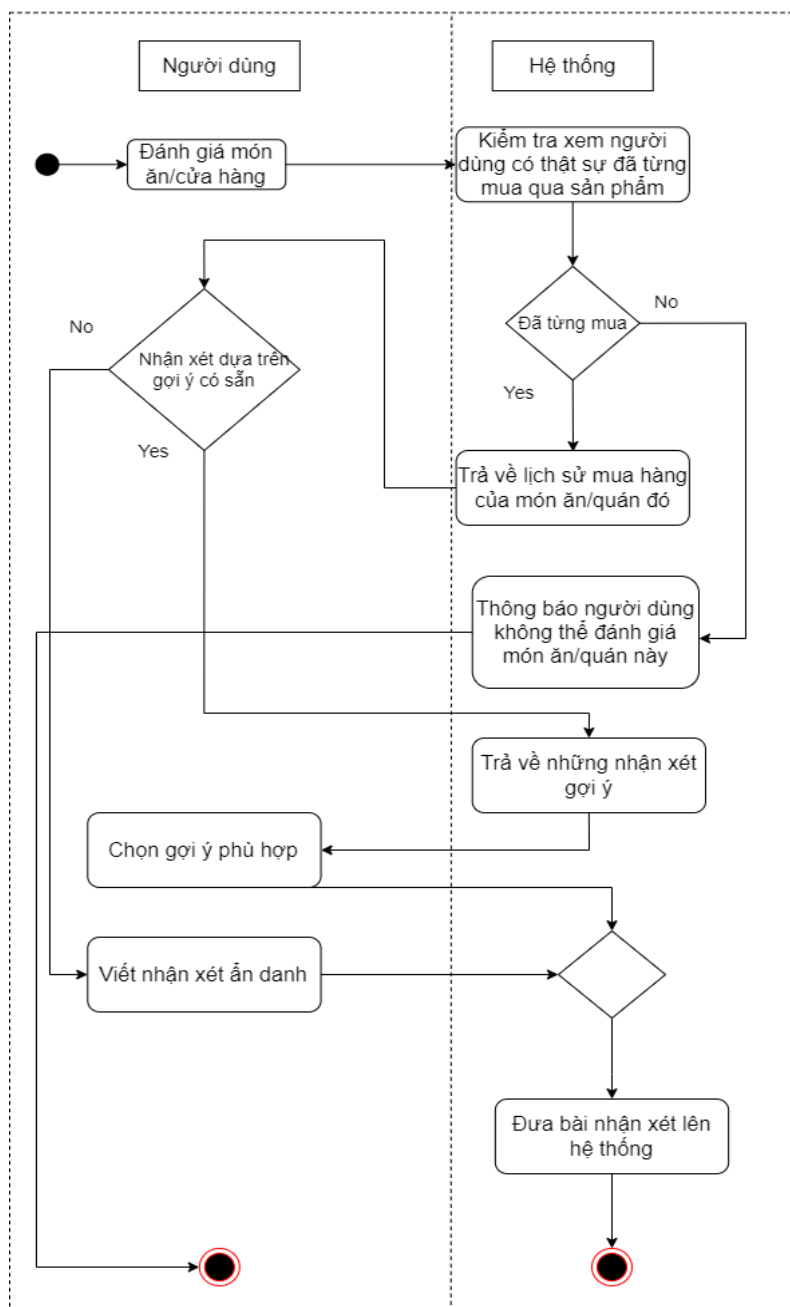 Người dùng
Hệ thống
Đánh giá món
ăn/cửa hàng
Kiểm tra xem người
dùng có thật sự đã từng
mua qua sản phẩm
Đã từng mua
No
Yes
No
Nhận xét dựa trên
gợi ý có sẵn
Yes
Trả về lịch sử mua hàng
của món ăn/quán đó
Thông báo người dùng
không thể đánh giá
món ăn/quán này
Trả về những nhận xét
gợi ý
Chọn gợi ý phù hợp
Viết nhận xét ẩn danh
Đưa bài nhận xét lên
hệ thống